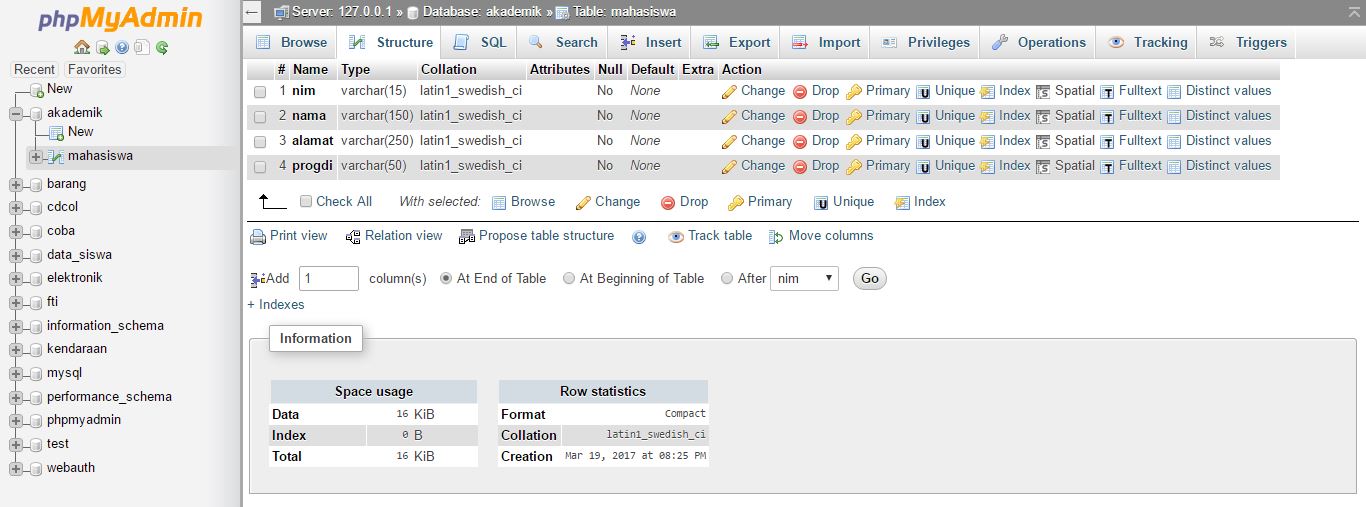 phpMyAdmin
Recent Favorites
New
akademik
New
mahasiswa
barang
cdcol
coba
data_siswa
elektronik
fti
information_schema
kendaraan
mysql
performance_schema
phpmyadmin
test
webauth
Server: 127.0.0.1 » Database: akademik » Table: mahasiswa
Browse Structure SQL Search Insert Export Import Privileges Operations Tracking Triggers
# Name Type Collation Attributes Null Default Extra Action
1 nim varchar(15) latin1_swedish_ci No None Change Drop Primary Unique Index Spatial Fulltext Distinct values
2 nama varchar(150) latin1_swedish_ci No None Change Drop Primary Unique Index Spatial Fulltext Distinct values
3 alamat varchar(250) latin1_swedish_ci No None Change Drop Primary Unique Index Spatial Fulltext Distinct values
4 progdi varchar(50) latin1_swedish_ci No None Change Drop Primary Unique Index Spatial Fulltext Distinct values
Check All With selected: Browse Change Drop Primary Unique Index
Print view Relation view Propose table structure Track table Move columns
Add 1 column(s) At End of Table At Beginning of Table After nim Go
+ Indexes
Information
Space usage
Data 16 KiB
Index 0 B
Total 16 KiB
Row statistics
Format Compact
Collation latin1_swedish_ci
Creation Mar 19, 2017 at 08:25 PM